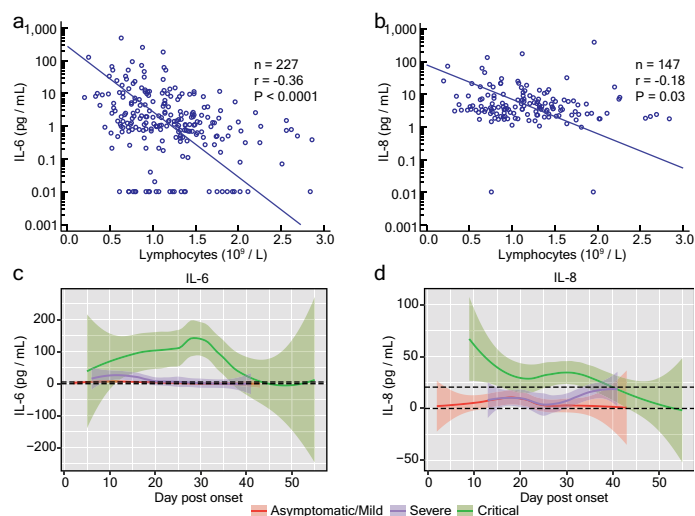 a
1,000
100
10
1
0.1
0.01
0.001
IL-6 (pg / mL)
n = 227
r = -0.36
P < 0.0001
0.0 0.5 1.0 1.5 2.0 2.5 3.0
Lymphocytes (10⁹ / L)
b
1,000
100
10
1
0.1
0.01
0.001
IL-8 (pg / mL)
n = 147
r = -0.18
P = 0.03
0.0 0.5 1.0 1.5 2.0 2.5 3.0
Lymphocytes (10⁹ / L)
c
IL-6
200
100
0
-100
-200
IL-6 (pg / mL)
0 10 20 30 40 50
Day post onset
d
IL-8
100
50
0
−50
IL-8 (pg / mL)
0 10 20 30 40 50
Day post onset
Asymptomatic/Mild Severe Critical